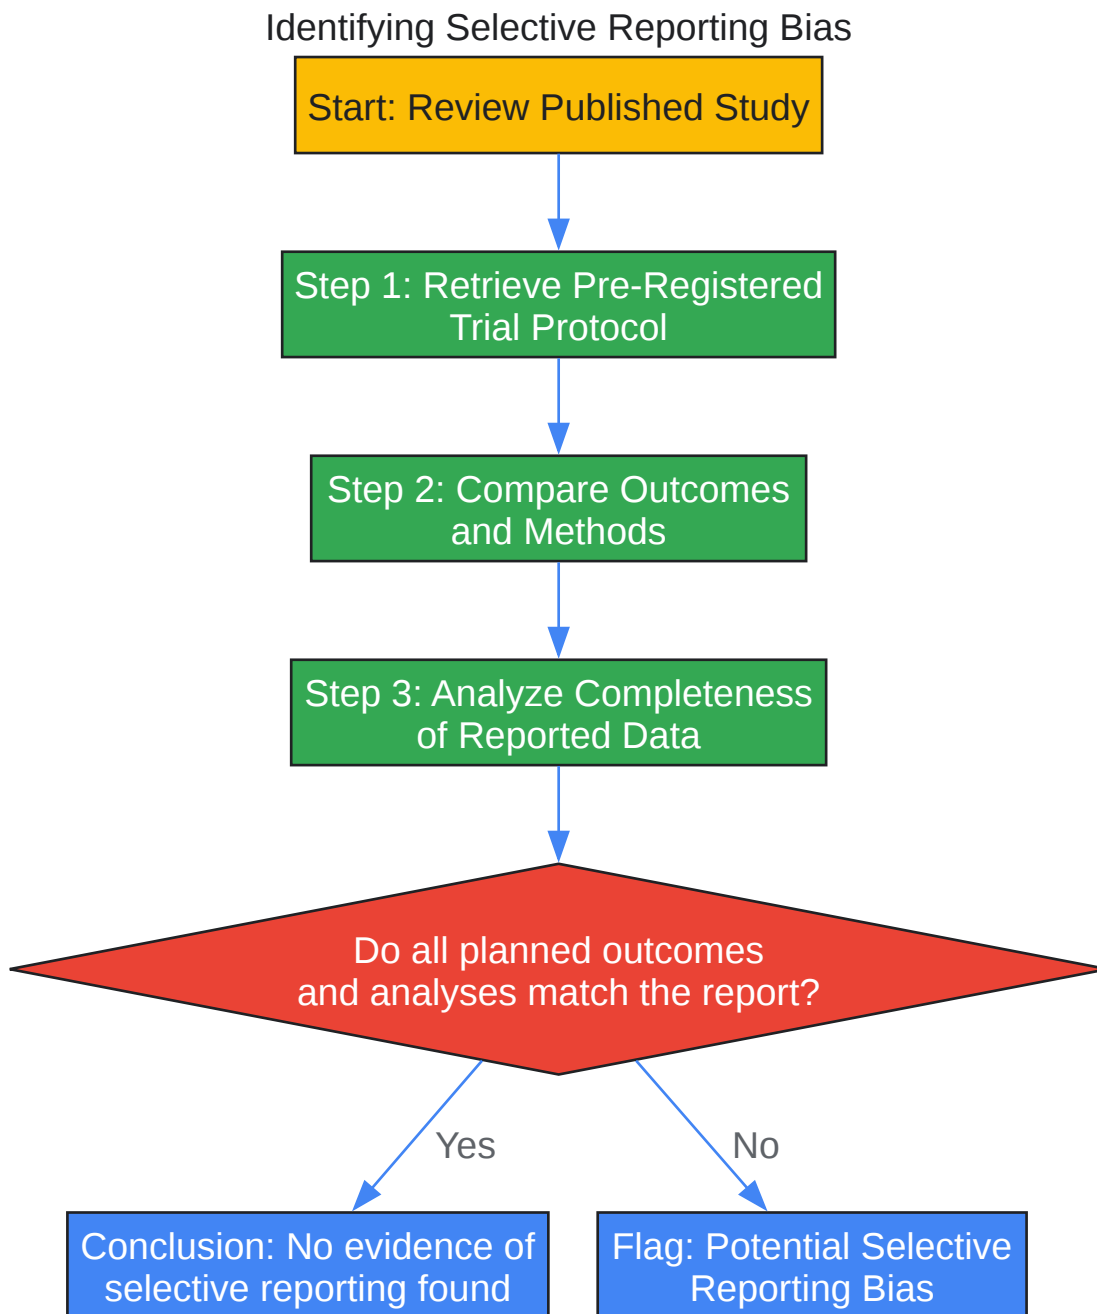 Identifying Selective Reporting Bias
Start: Review Published Study
Step 1: Retrieve Pre-Registered
Trial Protocol
Step 2: Compare Outcomes
and Methods
Step 3: Analyze Completeness
of Reported Data
Do all planned outcomes
and analyses match the report?
Yes
No
Conclusion: No evidence of
selective reporting found
Flag: Potential Selective
Reporting Bias